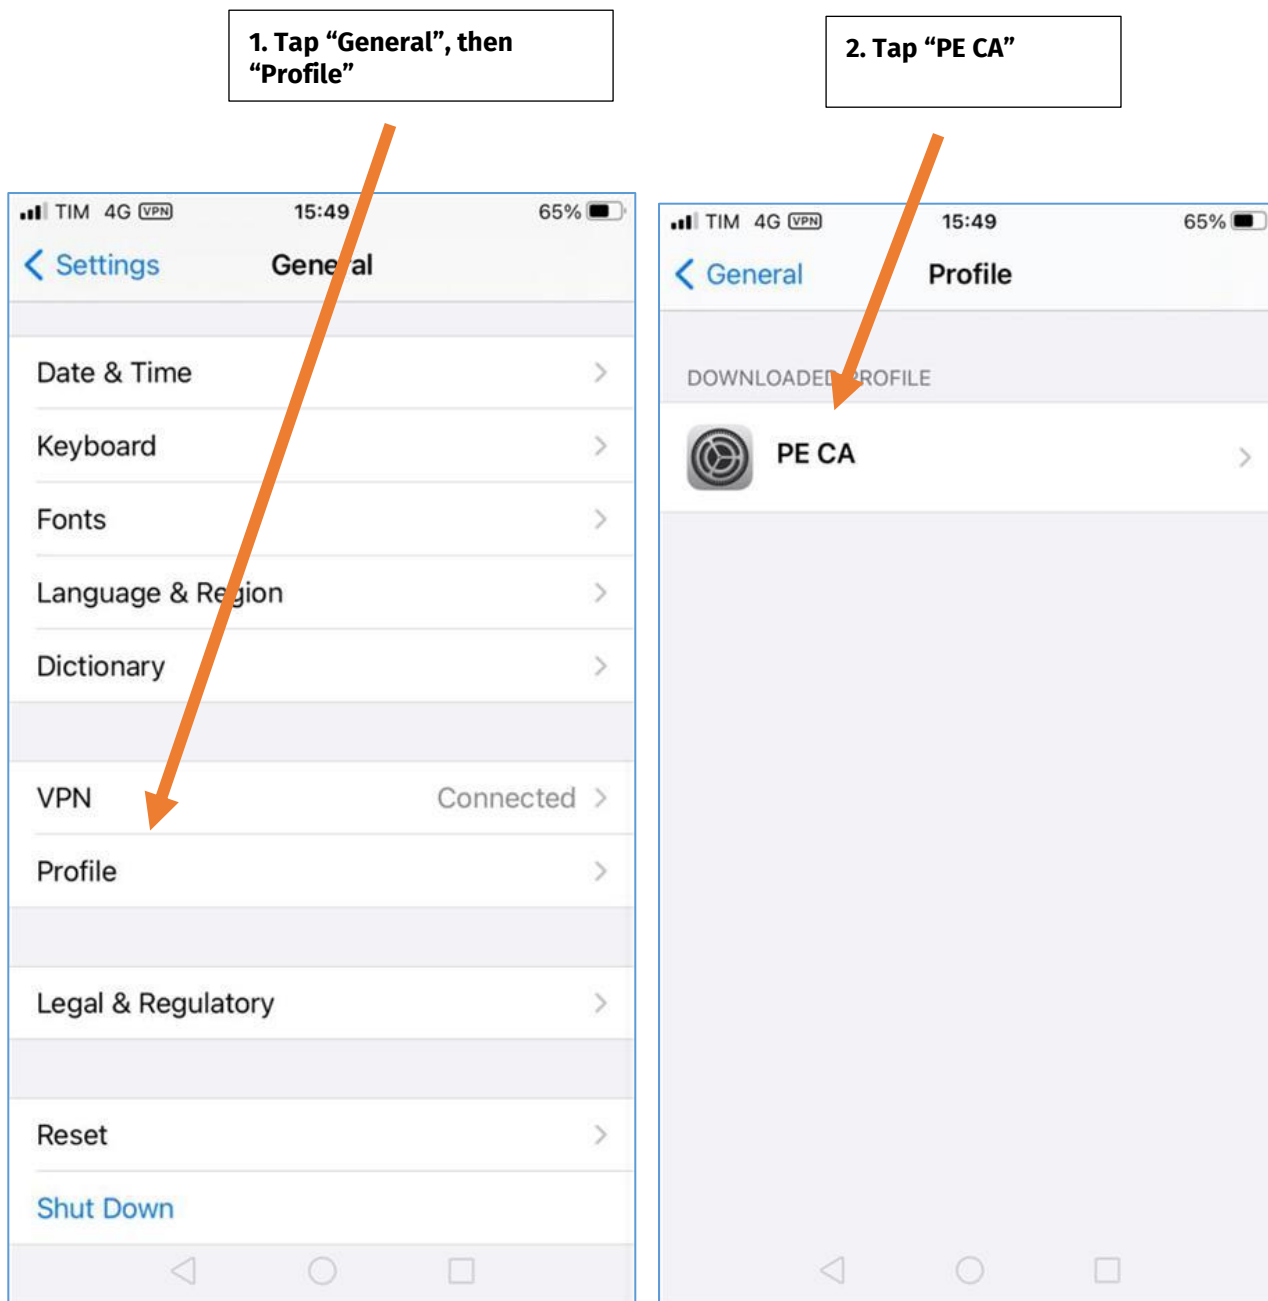 1. Tap “General”, then
“Profile”
2. Tap “PE CA”
TIM 4G VPN 15:49 65%
Settings General
Date & Time
Keyboard
Fonts
Language & Region
Dictionary
VPN Connected
Profile
Legal & Regulatory
Reset
Shut Down
TIM 4G VPN 15:49 65%
General Profile
DOWNLOADED PROFILE
PE CA